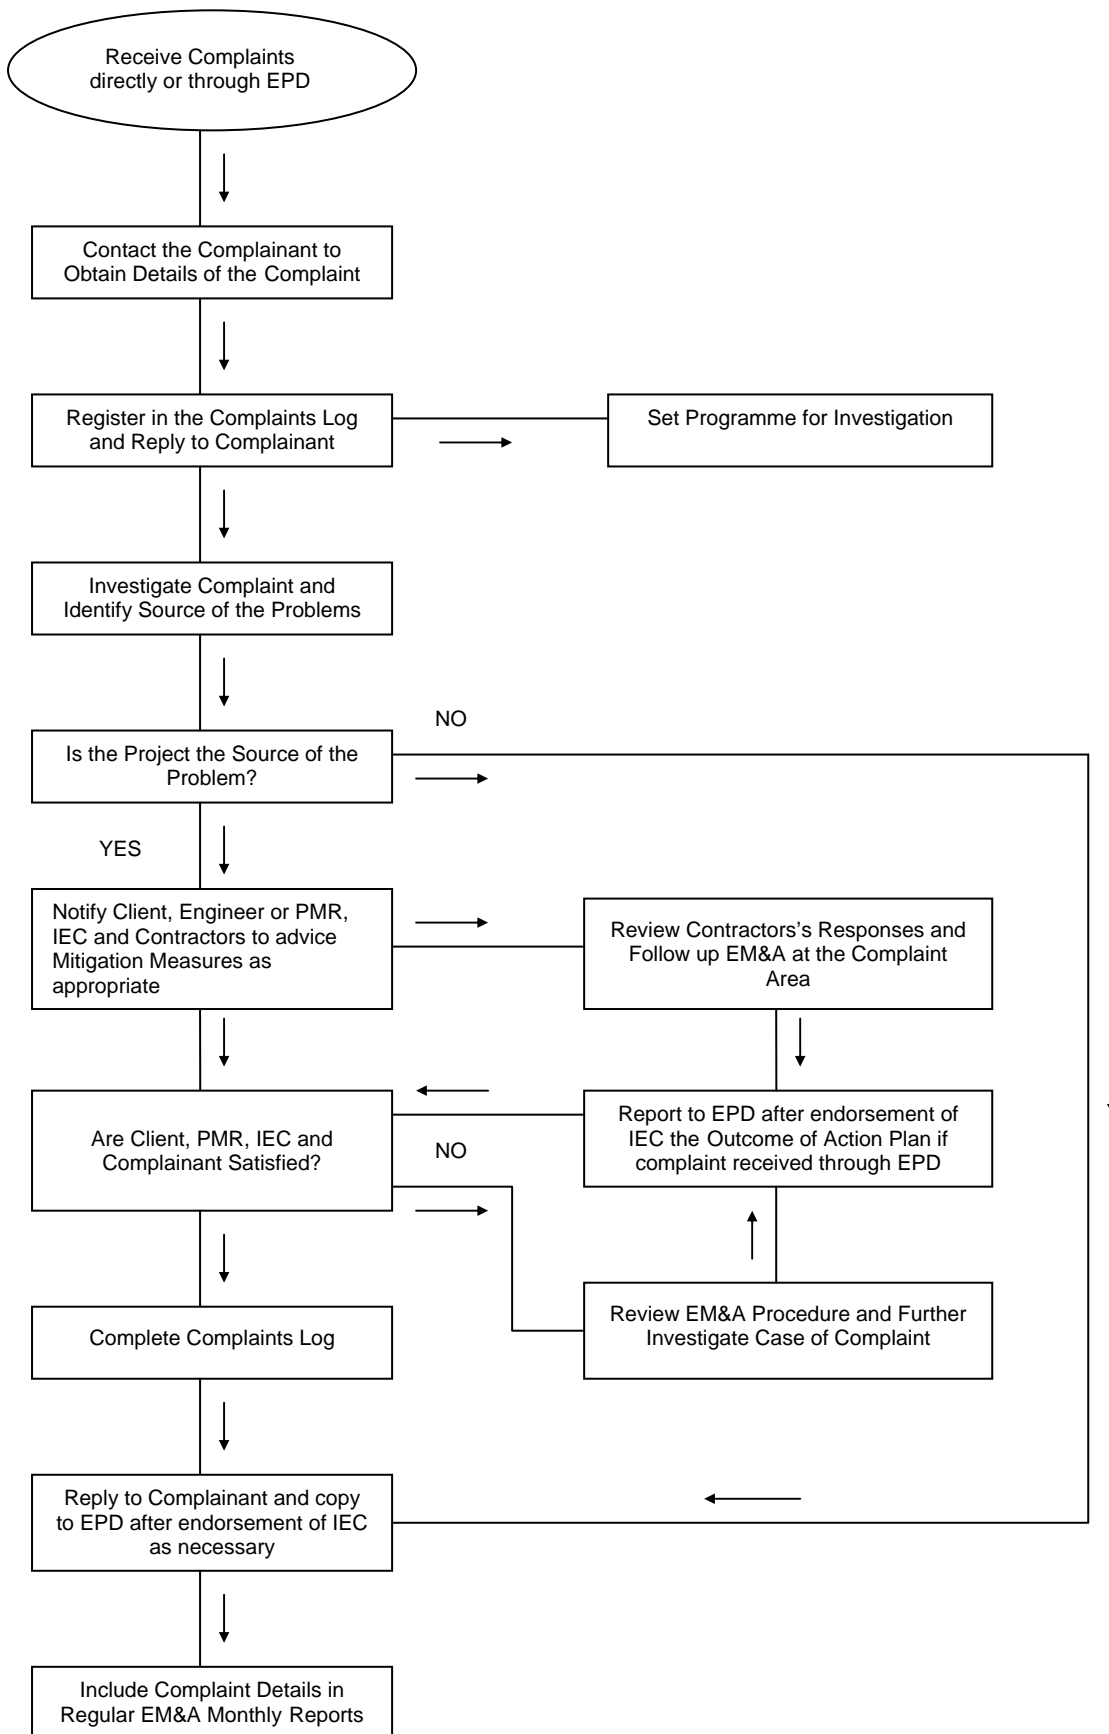 Receive Complaints
directly or through EPD
Contact the Complainant to
Obtain Details of the Complaint
Register in the Complaints Log
and Reply to Complainant
Set Programme for Investigation
Investigate Complaint and
Identify Source of the Problems
NO
Is the Project the Source of the
Problem?
YES
Notify Client, Engineer or PMR,
IEC and Contractors to advice
Mitigation Measures as
appropriate
Review Contractors's Responses and
Follow up EM&A at the Complaint
Area
Are Client, PMR, IEC and
Complainant Satisfied?
NO
Report to EPD after endorsement of
IEC the Outcome of Action Plan if
complaint received through EPD
Review EM&A Procedure and Further
Investigate Case of Complaint
Complete Complaints Log
Reply to Complainant and copy
to EPD after endorsement of IEC
as necessary
Include Complaint Details in
Regular EM&A Monthly Reports